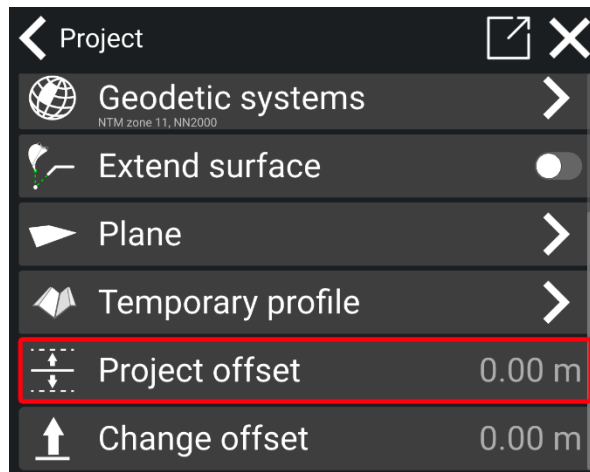 Project
Geodetic systems
NTM zone 11, NN2000
Extend surface
Plane
Temporary profile
Project offset 0.00 m
Change offset 0.00 m